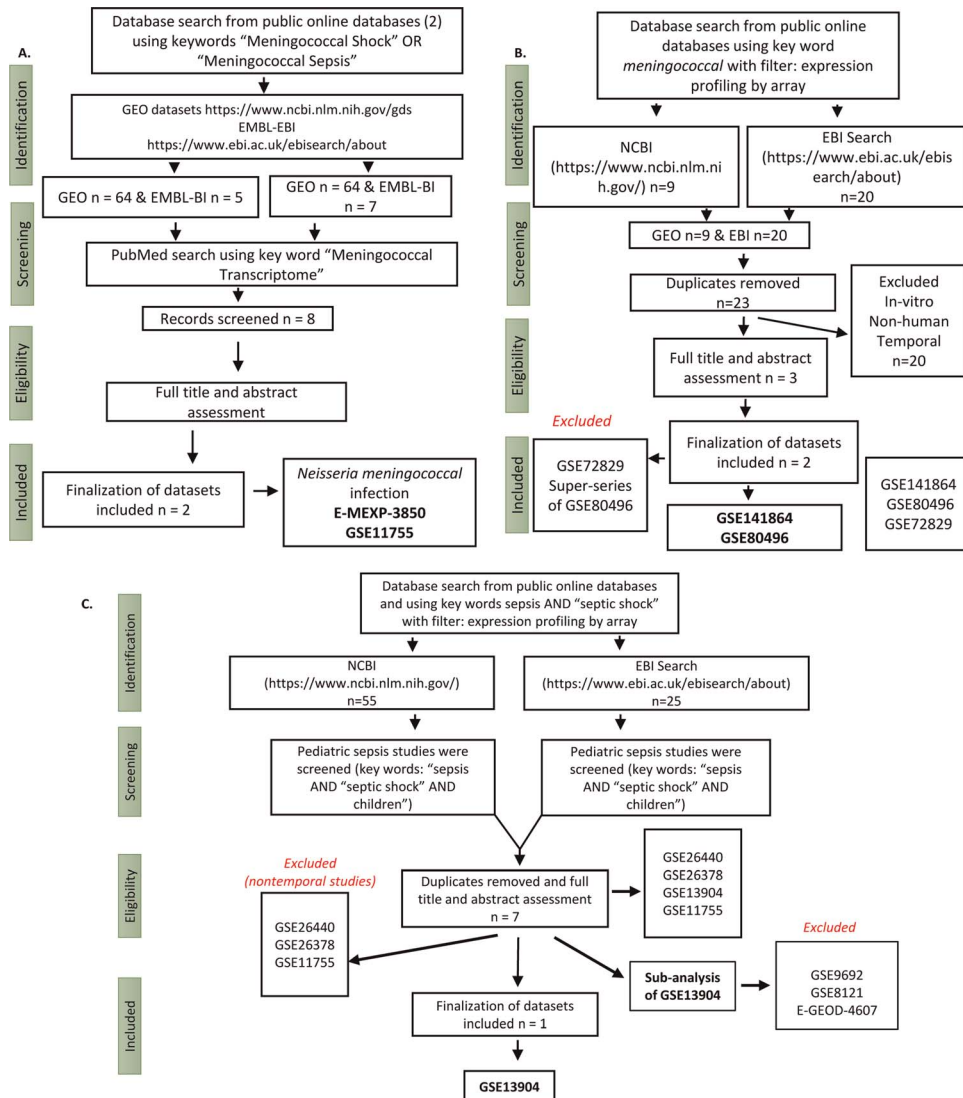 A.
Database search from public online databases (2)
using keywords “Meningococcal Shock” OR
“Meningococcal Sepsis”
Identification
GEO datasets https://www.ncbi.nlm.nih.gov/gds
EMBL-EBI
https://www.ebi.ac.uk/ebisearch/about
GEO n = 64 & EMBL-BI n = 5
GEO n = 64 & EMBL-BI
n = 7
Screening
PubMed search using key word “Meningococcal
Transcriptome”
Records screened n = 8
Eligibility
Full title and abstract
assessment
Included
Finalization of datasets
included n = 2
Neisseria meningococcal
infection
E-MEXP-3850
GSE11755
B.
Database search from public online
databases using key word
meningococcal with filter: expression
profiling by array
Identification
NCBI
(https://www.ncbi.nlm.ni
h.gov/) n=9
EBI Search
(https://www.ebi.ac.uk/ebis
earch/about)
n=20
Screening
GEO n=9 & EBI n=20
Duplicates removed
n=23
Excluded
In-vitro
Non-human
Temporal
n=20
Eligibility
Full title and abstract
assessment n = 3
Excluded
Included
GSE72829
Super-series
of GSE80496
Finalization of datasets
included n = 2
GSE141864
GSE80496
GSE141864
GSE80496
GSE72829
C.
Database search from public online databases
and using key words sepsis AND “septic shock”
with filter: expression profiling by array
Identification
NCBI
(https://www.ncbi.nlm.nih.gov/)
n=55
EBI Search
(https://www.ebi.ac.uk/ebisearch/about)
n=25
Screening
Pediatric sepsis studies were
screened (key words: “sepsis
AND “septic shock” AND
children”)
Pediatric sepsis studies were
screened (key words: “sepsis
AND “septic shock” AND
children”)
Eligibility
Excluded
(nontemporal studies)
GSE26440
GSE26378
GSE11755
Duplicates removed and full
title and abstract assessment
n = 7
GSE26440
GSE26378
GSE13904
GSE11755
Excluded
Sub-analysis
of GSE13904
GSE9692
GSE8121
E-GEOD-4607
Included
Finalization of datasets
included n = 1
GSE13904